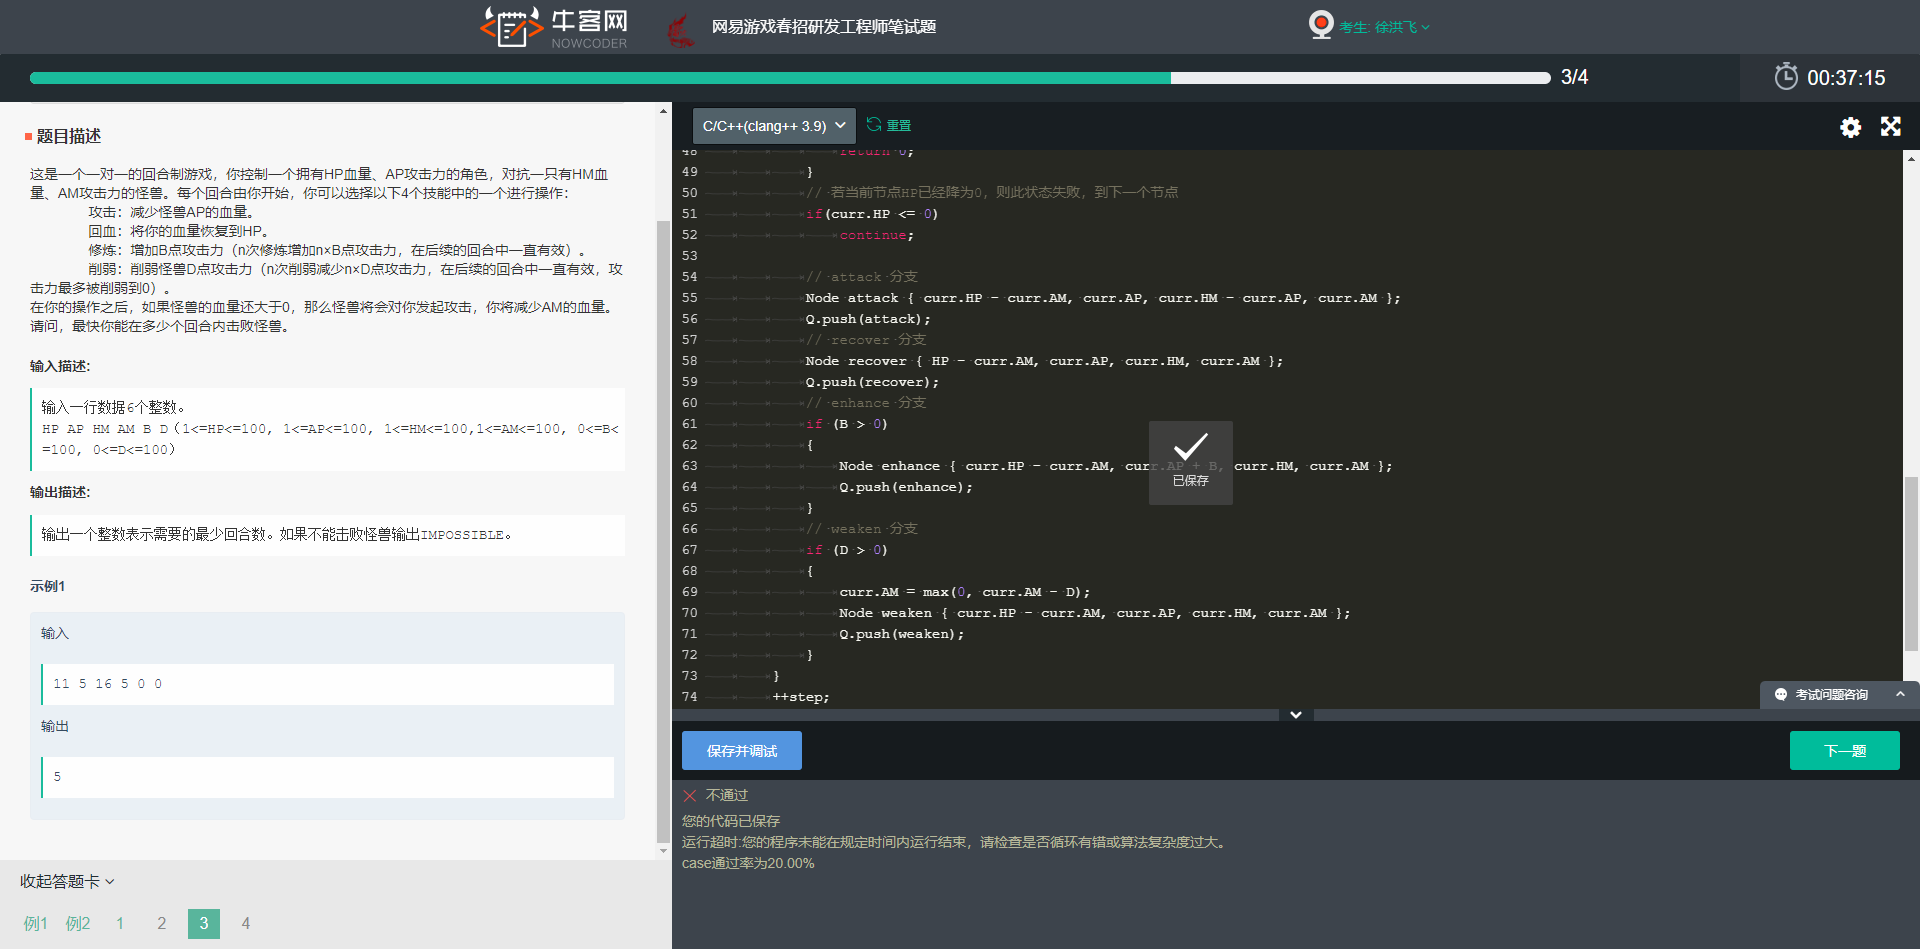 牛客网
NOWCODER
网易游戏春招研发工程师笔试题
考生: 徐洪飞
3/4
00:37:15
题目描述
这是一个一对一的回合制游戏，你控制一个拥有HP血量、AP攻击力的角色，对抗一只有HM血
量、AM攻击力的怪兽。每个回合由你开始，你可以选择以下4个技能中的一个进行操作：
攻击：减少怪兽AP的血量。
回血：将你的血量恢复到HP。
修炼：增加B点攻击力（n次修炼增加n×B点攻击力，在后续的回合中一直有效）。
削弱：削弱怪兽D点攻击力（n次削弱减少n×D点攻击力，在后续的回合中一直有效，攻
击力最多被削弱到0）。
在你的操作之后，如果怪兽的血量还大于0，那么怪兽将会对你发起攻击，你将减少AM的血量。
请问，最快你能在多少个回合内击败怪兽。
输入描述:
输入一行数据6个整数。
HP AP HM AM B D（1<=HP<=100, 1<=AP<=100, 1<=HM<=100,1<=AM<=100, 0<=B<
=100, 0<=D<=100）
输出描述:
输出一个整数表示需要的最少回合数。如果不能击败怪兽输出IMPOSSIBLE。
示例1
输入
11 5 16 5 0 0
输出
5
收起答题卡
例1 例2 1 2 3 4
C/C++(clang++ 3.9) 重置
48 return 0;
49 }
50 // 若当前节点HP已经降为0，则此状态失败，到下一个节点
51 if(curr.HP <= 0)
52 continue;
53
54 // attack 分支
55 Node attack { curr.HP - curr.AM, curr.AP, curr.HM - curr.AP, curr.AM };
56 Q.push(attack);
57 // recover 分支
58 Node recover { HP - curr.AM, curr.AP, curr.HM, curr.AM };
59 Q.push(recover);
60 // enhance 分支
61 if (B > 0)
62 {
63 Node enhance { curr.HP - curr.AM, curr.AP + B, curr.HM, curr.AM };
64 Q.push(enhance);
65 }
66 // weaken 分支
67 if (D > 0)
68 {
69 curr.AM = max(0, curr.AM - D);
70 Node weaken { curr.HP - curr.AM, curr.AP, curr.HM, curr.AM };
71 Q.push(weaken);
72 }
73 }
74 ++step;
已保存
考试问题咨询
保存并调试
下一题
不通过
您的代码已保存
运行超时:您的程序未能在规定时间内运行结束，请检查是否循环有错或算法复杂度过大。
case通过率为20.00%